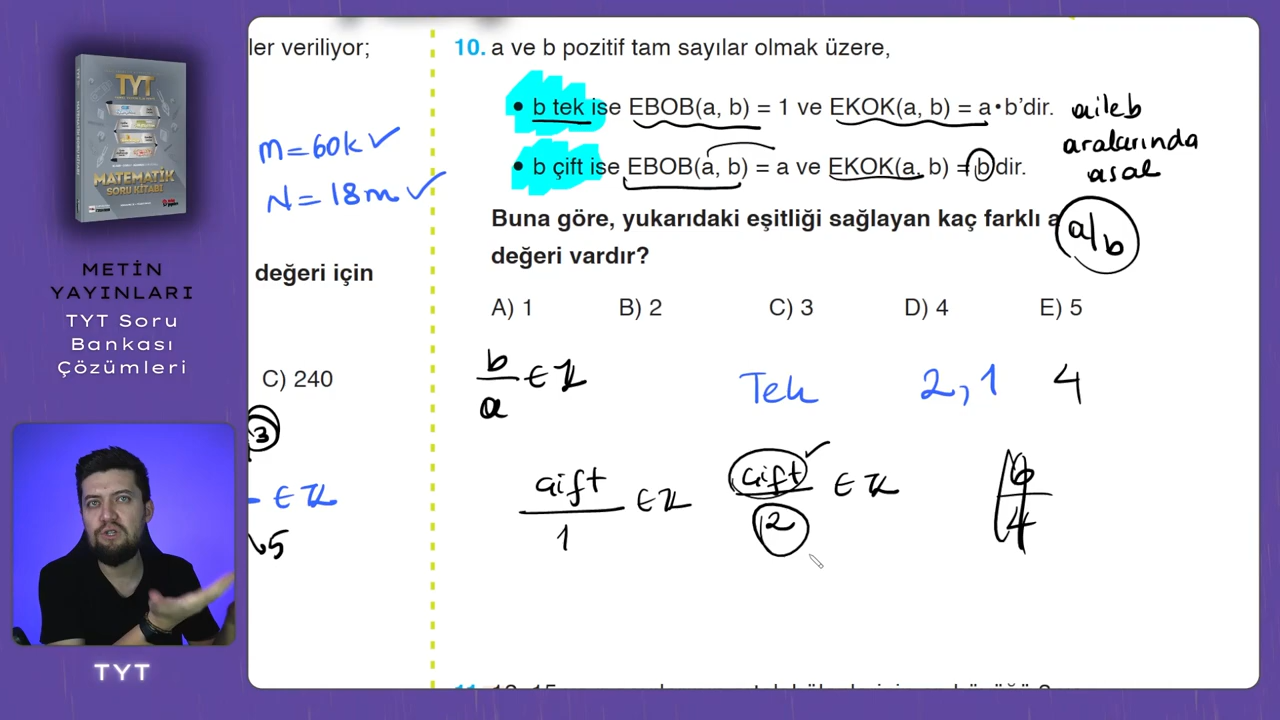 TYT
MATEMATİK
SORU KİTABI
METİN
YAYINLARI
TYT Soru
Bankası
Çözümleri
TYT
ler veriliyor;
m = 60k ✓
N = 18m ✓
değeri için
C) 240
3
∈ Z
5
10. a ve b pozitif tam sayılar olmak üzere,
• b tek ise EBOB(a, b) = 1 ve EKOK(a, b) = a•b'dir.
• b çift ise EBOB(a, b) = a ve EKOK(a, b) = b'dir.
a ile b
aralarında
asal
Buna göre, yukarıdaki eşitliği sağlayan kaç farklı a
değeri vardır?
a/b
A) 1 B) 2 C) 3 D) 4 E) 5
b/a ∈ Z
Tek 2, 1 4
çift/1 ∈ Z
çift/2 ∈ Z ✓
6/4